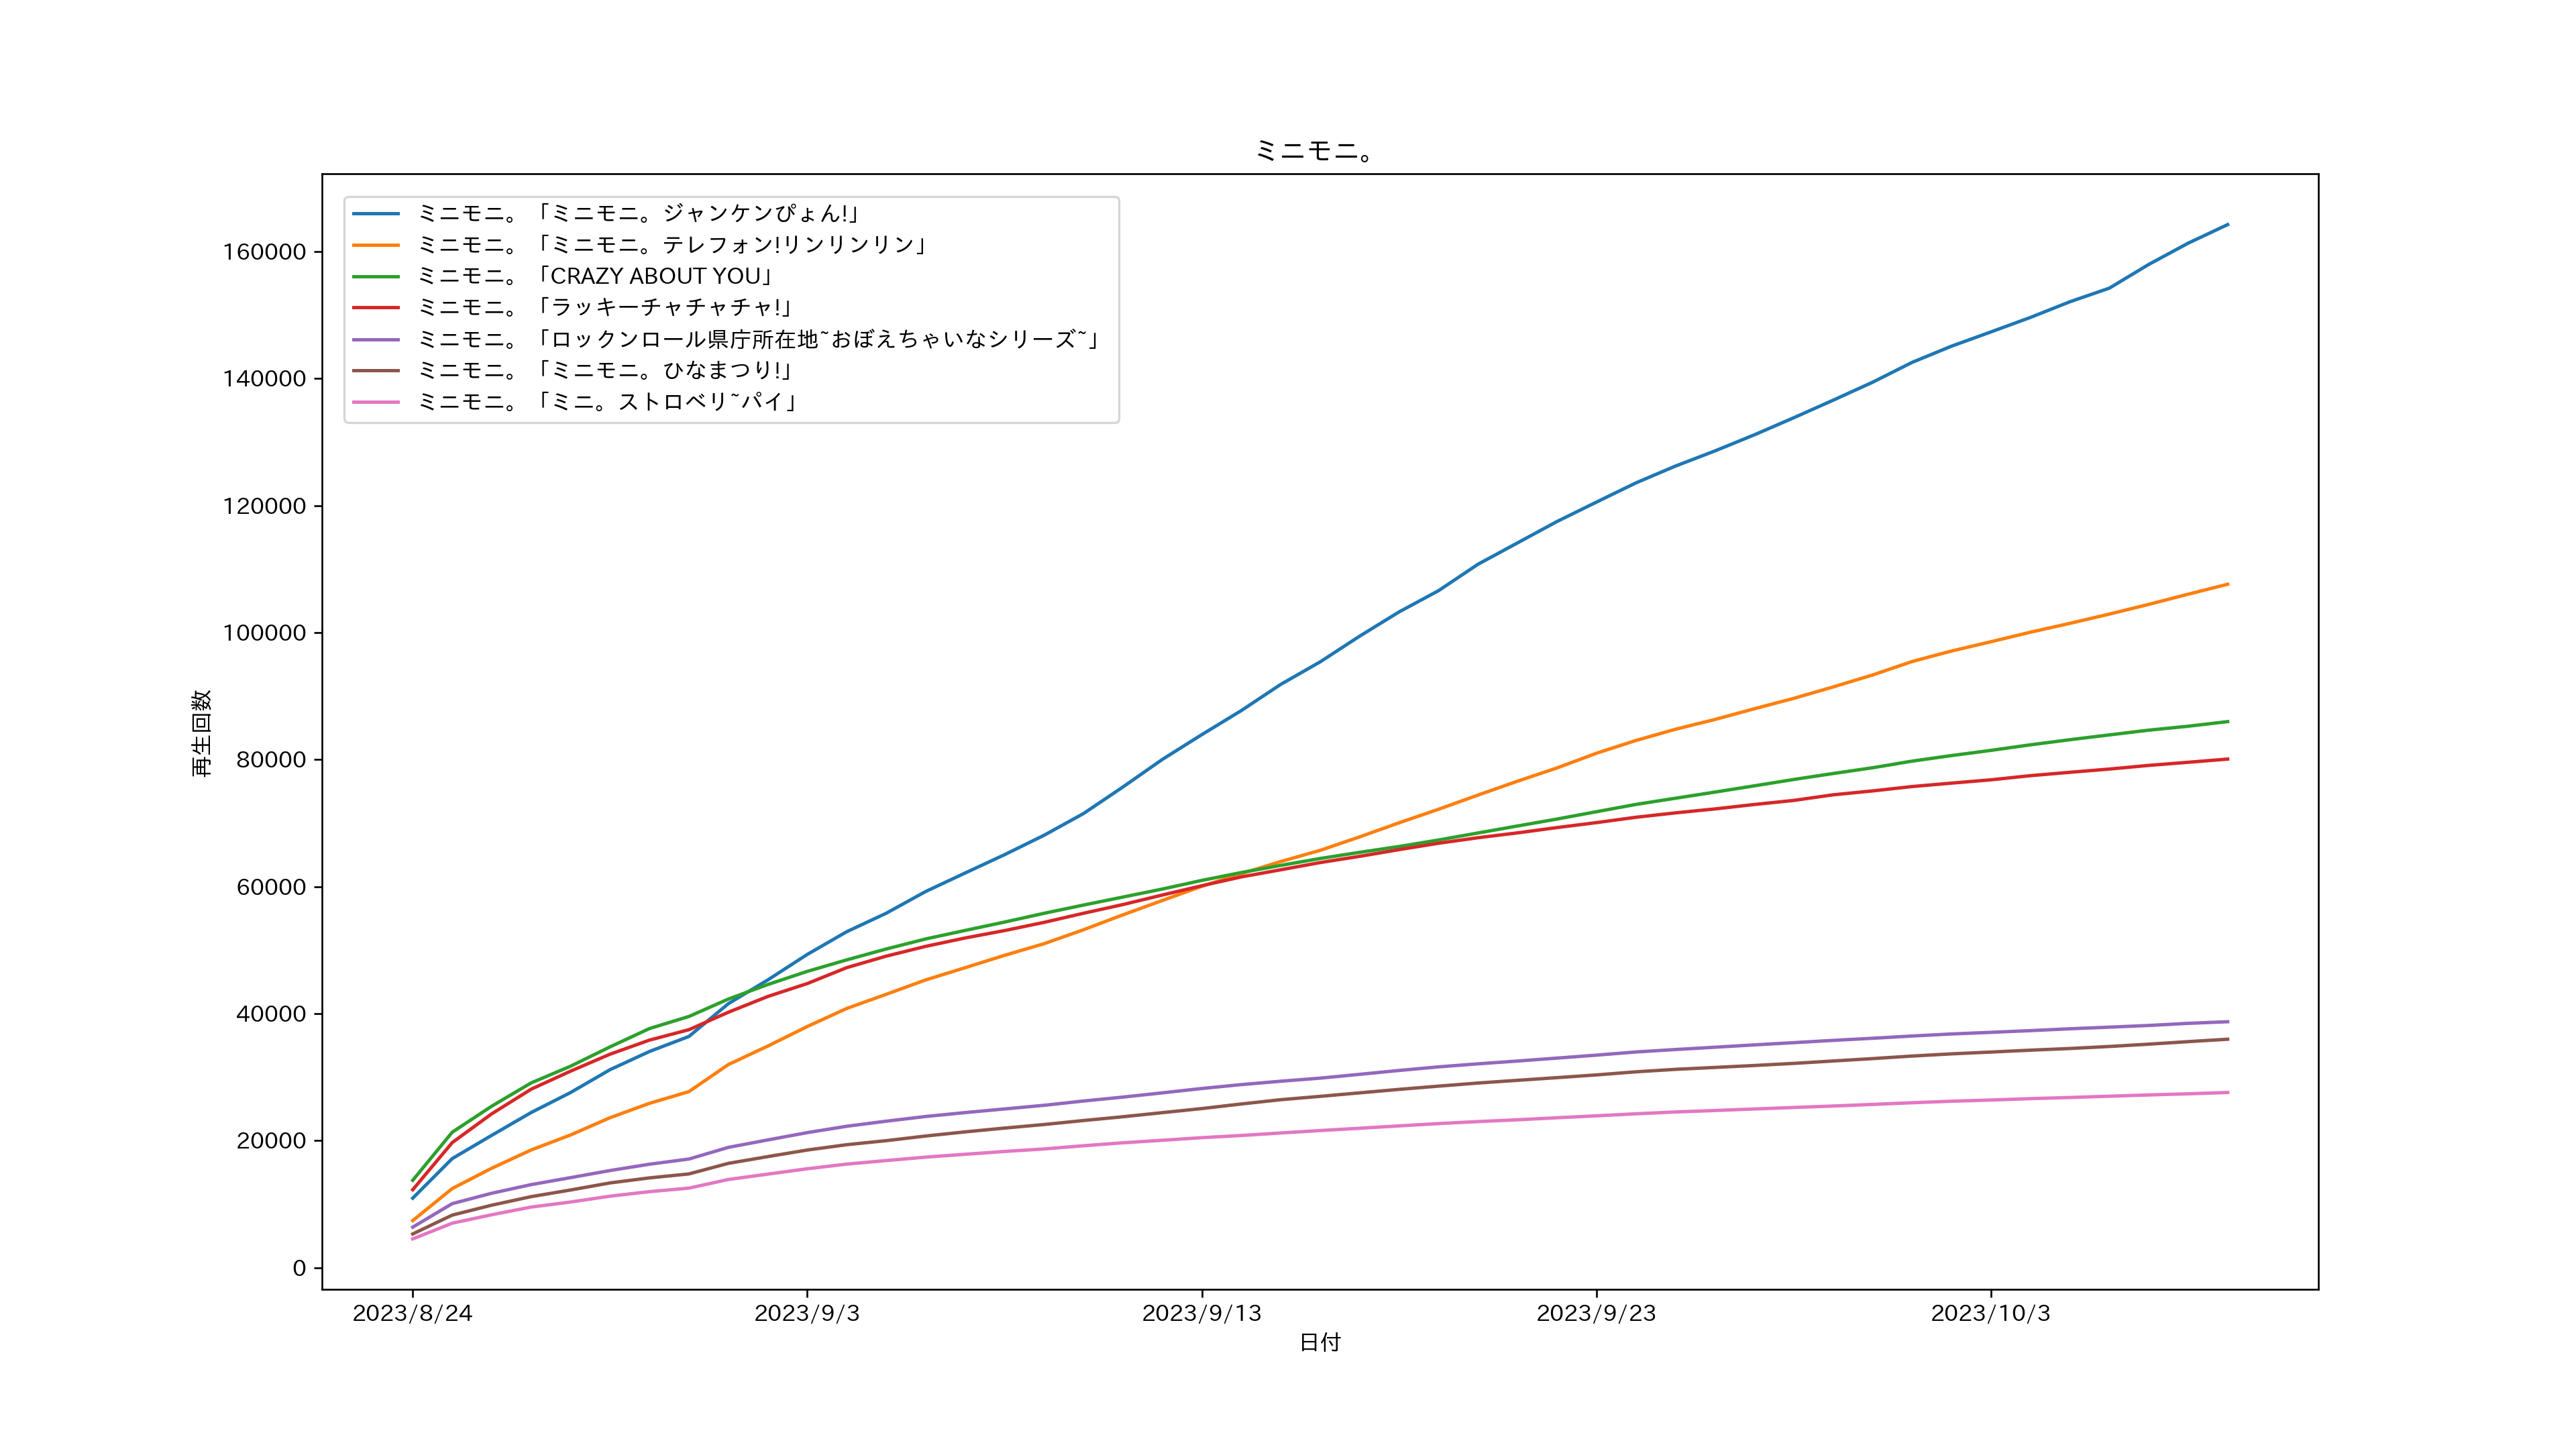 ミニモニ。
ミニモニ。「ミニモニ。ジャンケンぴょん!」
ミニモニ。「ミニモニ。テレフォン!リンリンリン」
ミニモニ。「CRAZY ABOUT YOU」
ミニモニ。「ラッキーチャチャチャ!」
ミニモニ。「ロックンロール県庁所在地~おぼえちゃいなシリーズ~」
ミニモニ。「ミニモニ。ひなまつり!」
ミニモニ。「ミニ。ストロベリ~パイ」
再生回数
160000
140000
120000
100000
80000
60000
40000
20000
0
2023/8/24 2023/9/3 2023/9/13 2023/9/23 2023/10/3
日付